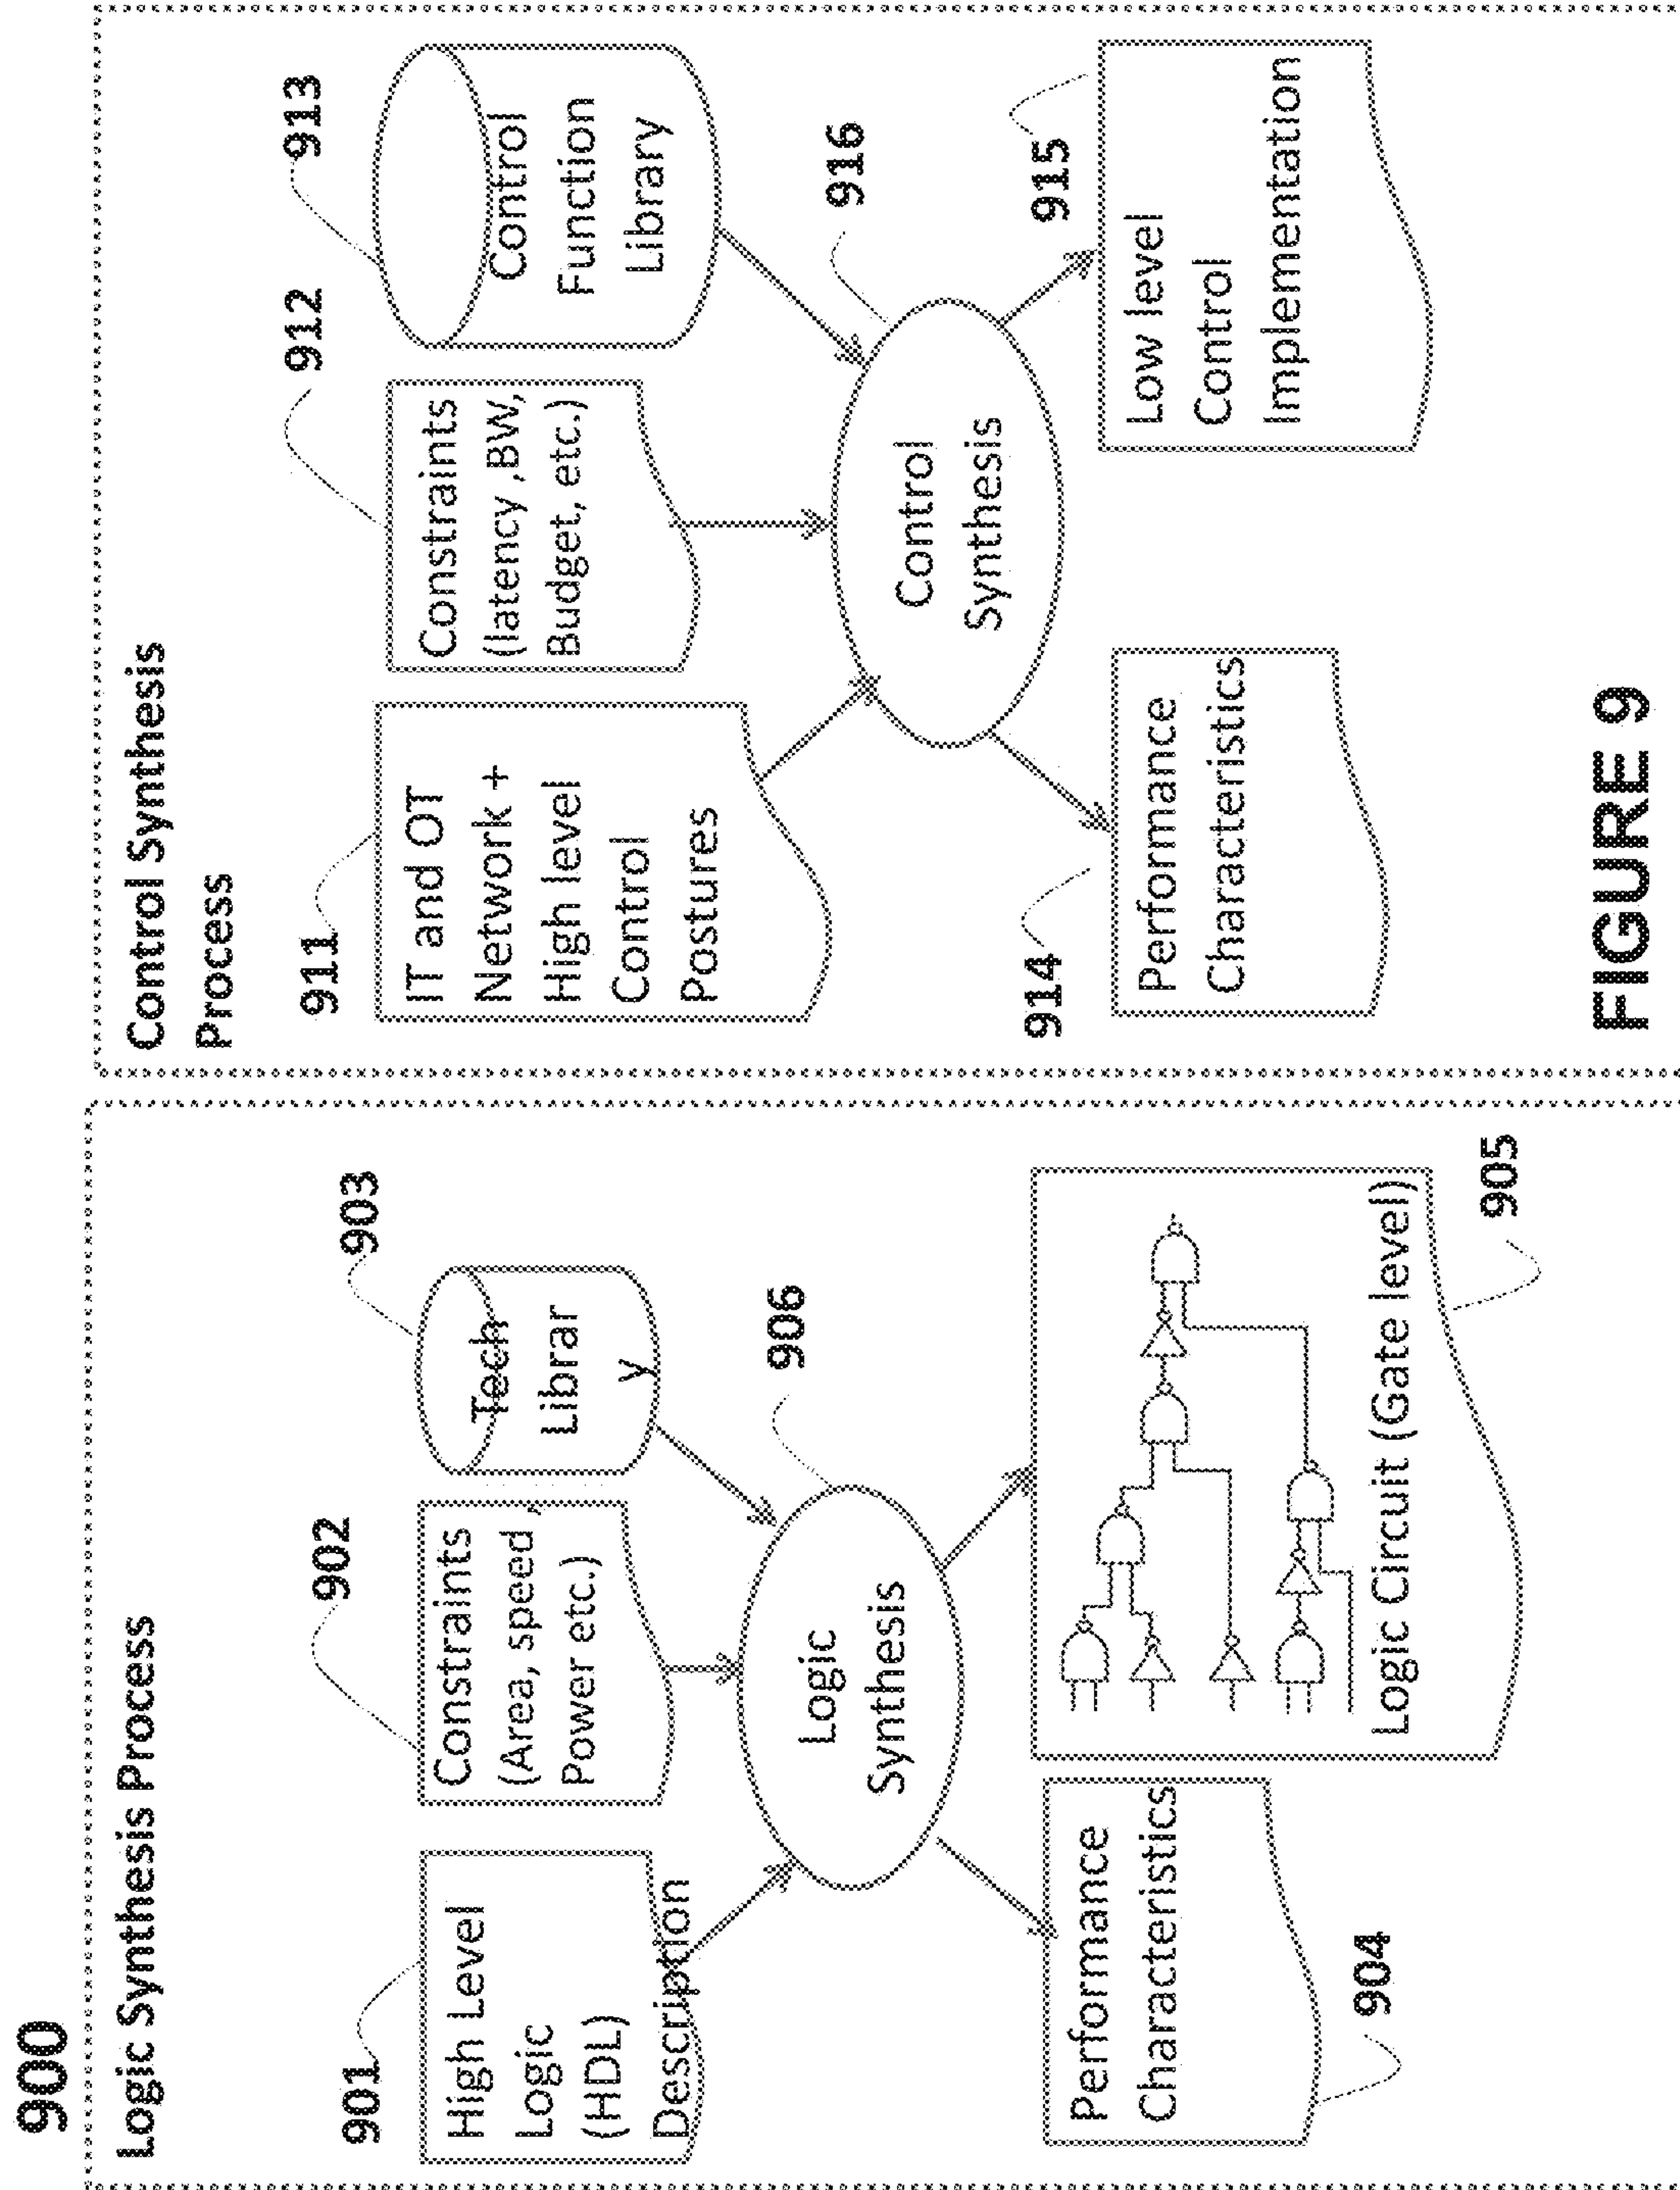 900
Logic Synthesis Process
901
High Level
Logic
(HDL)
Description
902
Constraints
(Area, speed,
Power etc.)
903
Tech
Librar
y
906
Logic
Synthesis
Performance
Characteristics
904
Logic Circuit (Gate level)
905
Control Synthesis
Process
911
IT and OT
Network +
High level
Control
Postures
912
Constraints
(latency ,BW,
Budget, etc.)
913
Control
Function
Library
916
Control
Synthesis
914
Performance
Characteristics
915
Low level
Control
Implementation
FIGURE 9